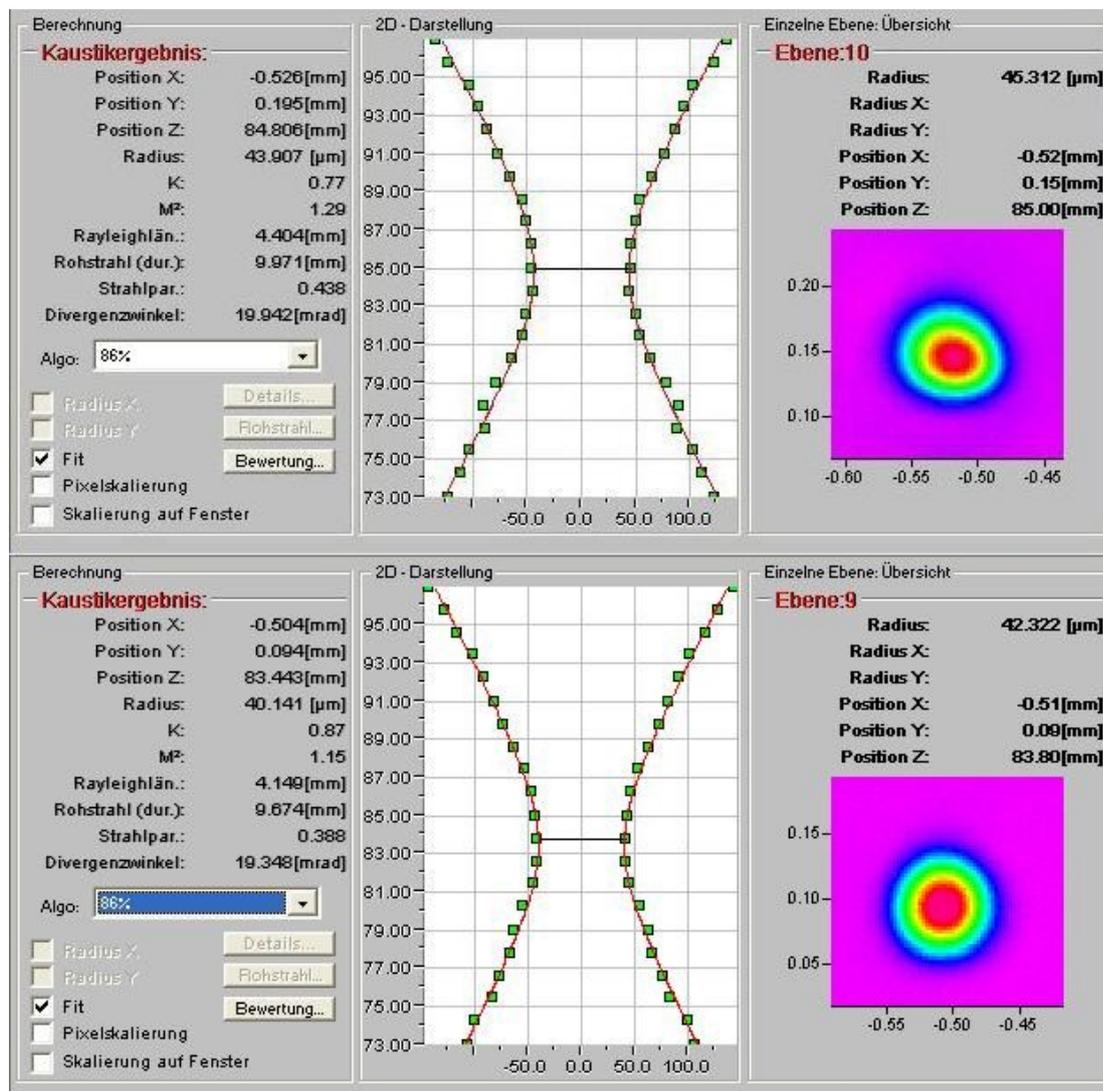 Berechnung
Kaustikergebnis:
Position X: -0.526[mm]
Position Y: 0.195[mm]
Position Z: 84.806[mm]
Radius: 43.907 [µm]
K: 0.77
M²: 1.29
Rayleighlän.: 4.404[mm]
Rohstrahl (dur.): 9.971[mm]
Strahlpar.: 0.438
Divergenzwinkel: 19.942[mrad]
Algo: 86%
Radius X
Details...
Radius Y
Rohstrahl...
Fit
Bewertung...
Pixelskalierung
Skalierung auf Fenster
2D - Darstellung
95.00
93.00
91.00
89.00
87.00
85.00
83.00
81.00
79.00
77.00
75.00
73.00
-50.0 0.0 50.0 100.0
Einzelne Ebene: Übersicht
Ebene:10
Radius: 45.312 [µm]
Radius X:
Radius Y:
Position X: -0.52[mm]
Position Y: 0.15[mm]
Position Z: 85.00[mm]
0.20
0.15
0.10
-0.60 -0.55 -0.50 -0.45
Berechnung
Kaustikergebnis:
Position X: -0.504[mm]
Position Y: 0.094[mm]
Position Z: 83.443[mm]
Radius: 40.141 [µm]
K: 0.87
M²: 1.15
Rayleighlän.: 4.149[mm]
Rohstrahl (dur.): 9.674[mm]
Strahlpar.: 0.388
Divergenzwinkel: 19.348[mrad]
Algo: 86%
Radius X
Details...
Radius Y
Rohstrahl...
Fit
Bewertung...
Pixelskalierung
Skalierung auf Fenster
2D - Darstellung
95.00
93.00
91.00
89.00
87.00
85.00
83.00
81.00
79.00
77.00
75.00
73.00
-50.0 0.0 50.0 100.0
Einzelne Ebene: Übersicht
Ebene:9
Radius: 42.322 [µm]
Radius X:
Radius Y:
Position X: -0.51[mm]
Position Y: 0.09[mm]
Position Z: 83.80[mm]
0.15
0.10
0.05
-0.55 -0.50 -0.45